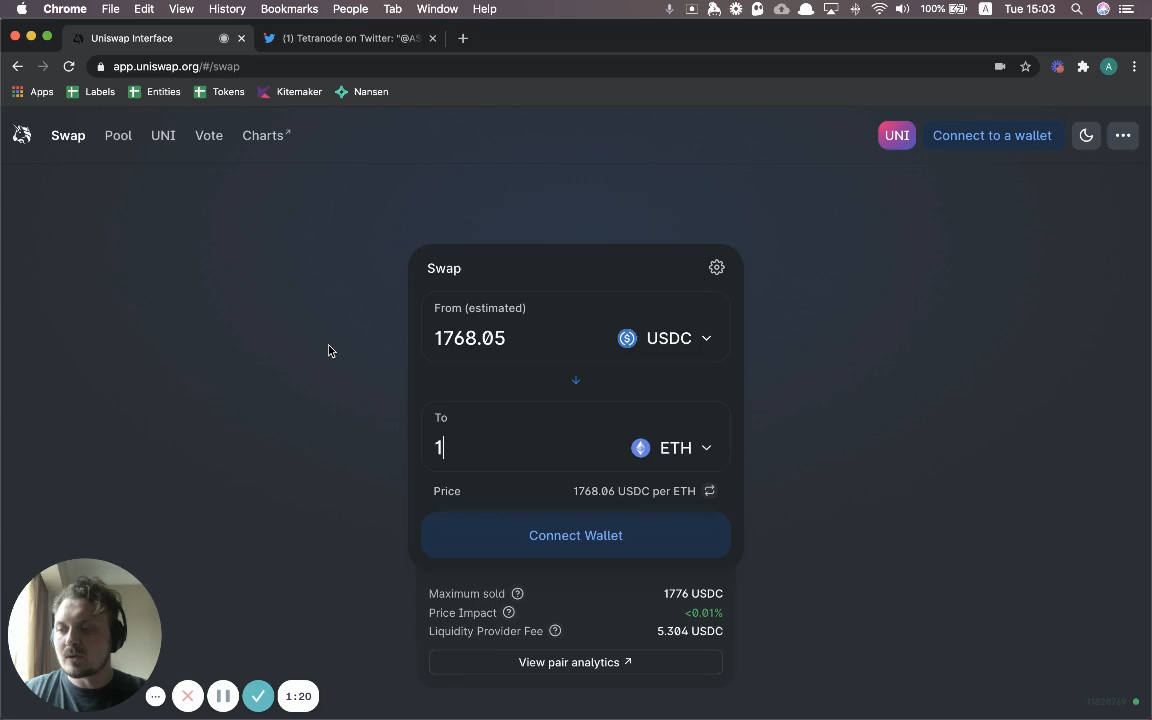 Chrome File Edit View History Bookmarks People Tab Window Help 100% A Tue 15:03
Uniswap Interface (1) Tetranode on Twitter: "@AS
app.uniswap.org/#/swap A
Apps Labels Entities Tokens Kitemaker Nansen
Swap Pool UNI Vote Charts↗ UNI Connect to a wallet
Swap
From (estimated)
1768.05 USDC
To
1 ETH
Price 1768.06 USDC per ETH
Connect Wallet
Maximum sold ? 1776 USDC
Price Impact ? <0.01%
Liquidity Provider Fee ? 5.304 USDC
View pair analytics ↗
1:20